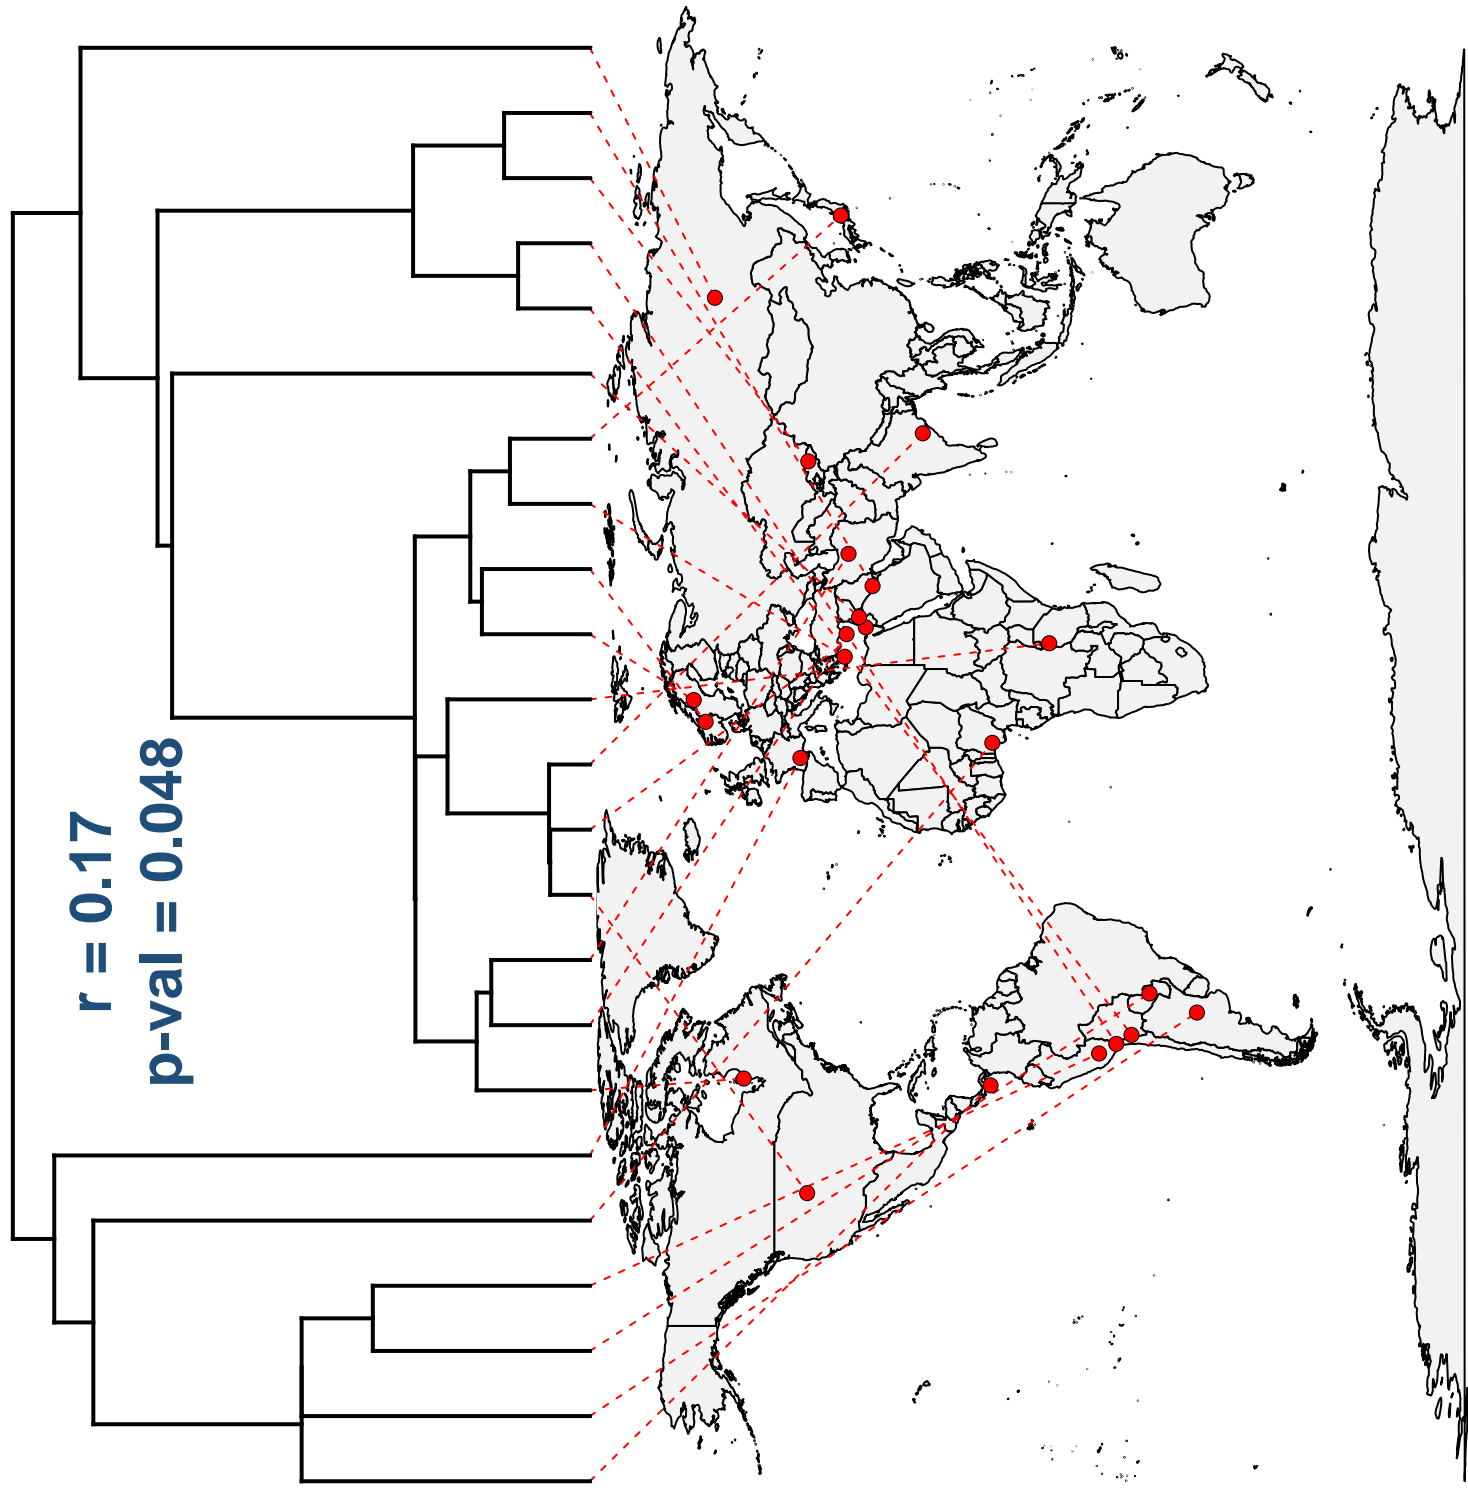 r = 0.17
p-val = 0.048